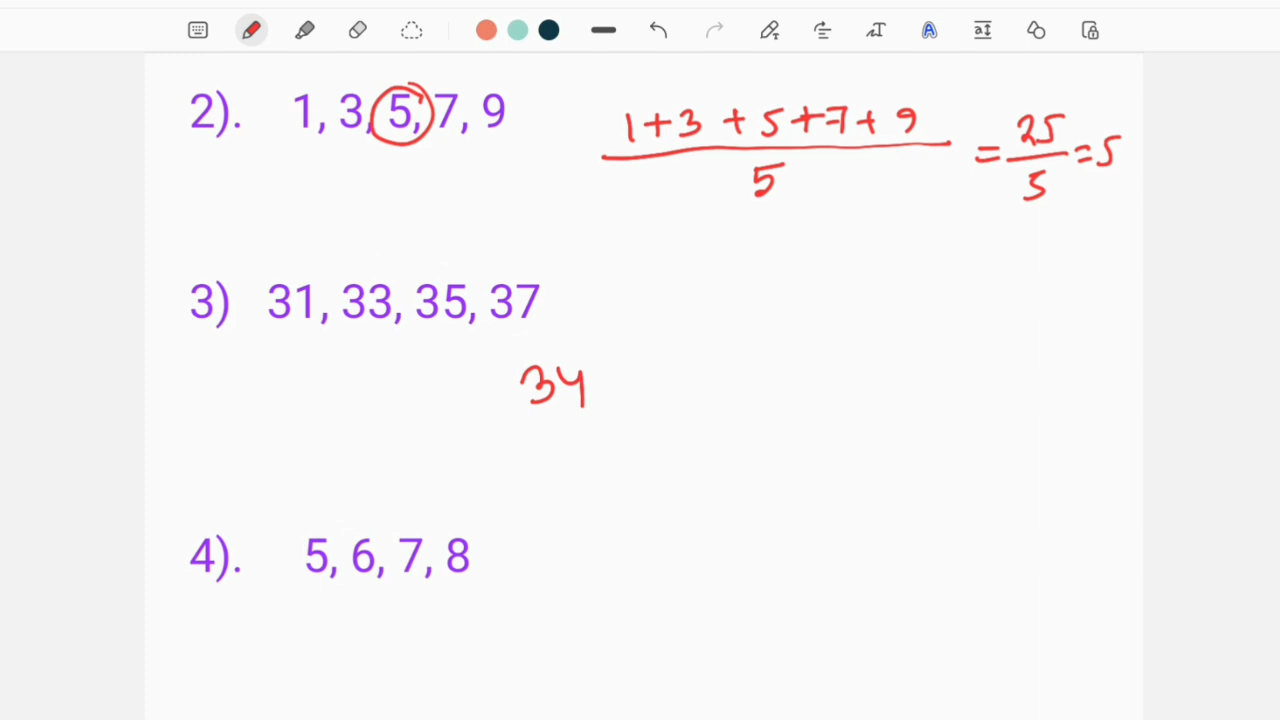 2). 1, 3, 5, 7, 9
1+3 + 5+7+ 9 / 5 = 25/5 = 5
3) 31, 33, 35, 37
34
4). 5, 6, 7, 8